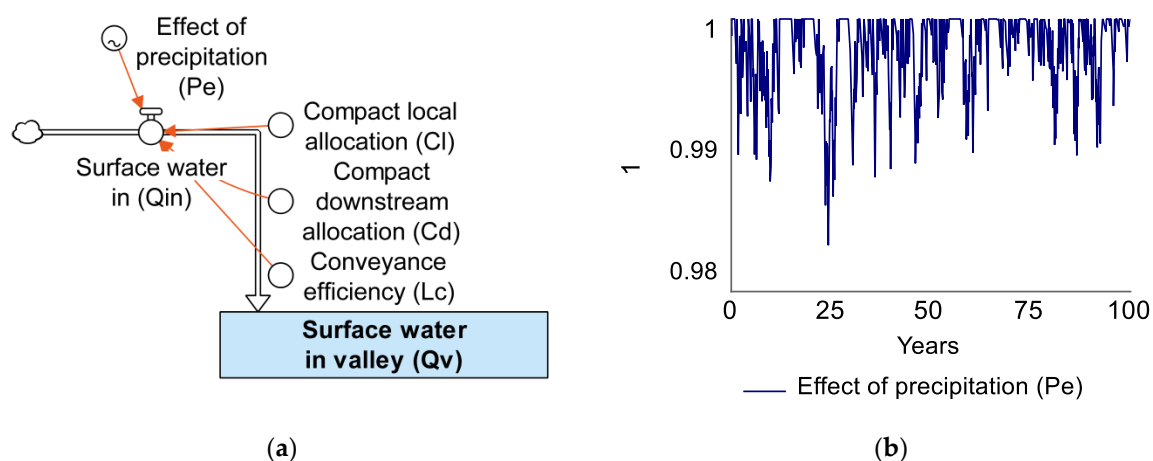 Effect of
precipitation
(Pe)
Compact local
allocation (Cl)
Surface water
in (Qin)
Compact
downstream
allocation (Cd)
Conveyance
efficiency (Lc)
Surface water
in valley (Qv)
(a)
1
0.99
0.98
1
0 25 50 75 100
Years
Effect of precipitation (Pe)
(b)